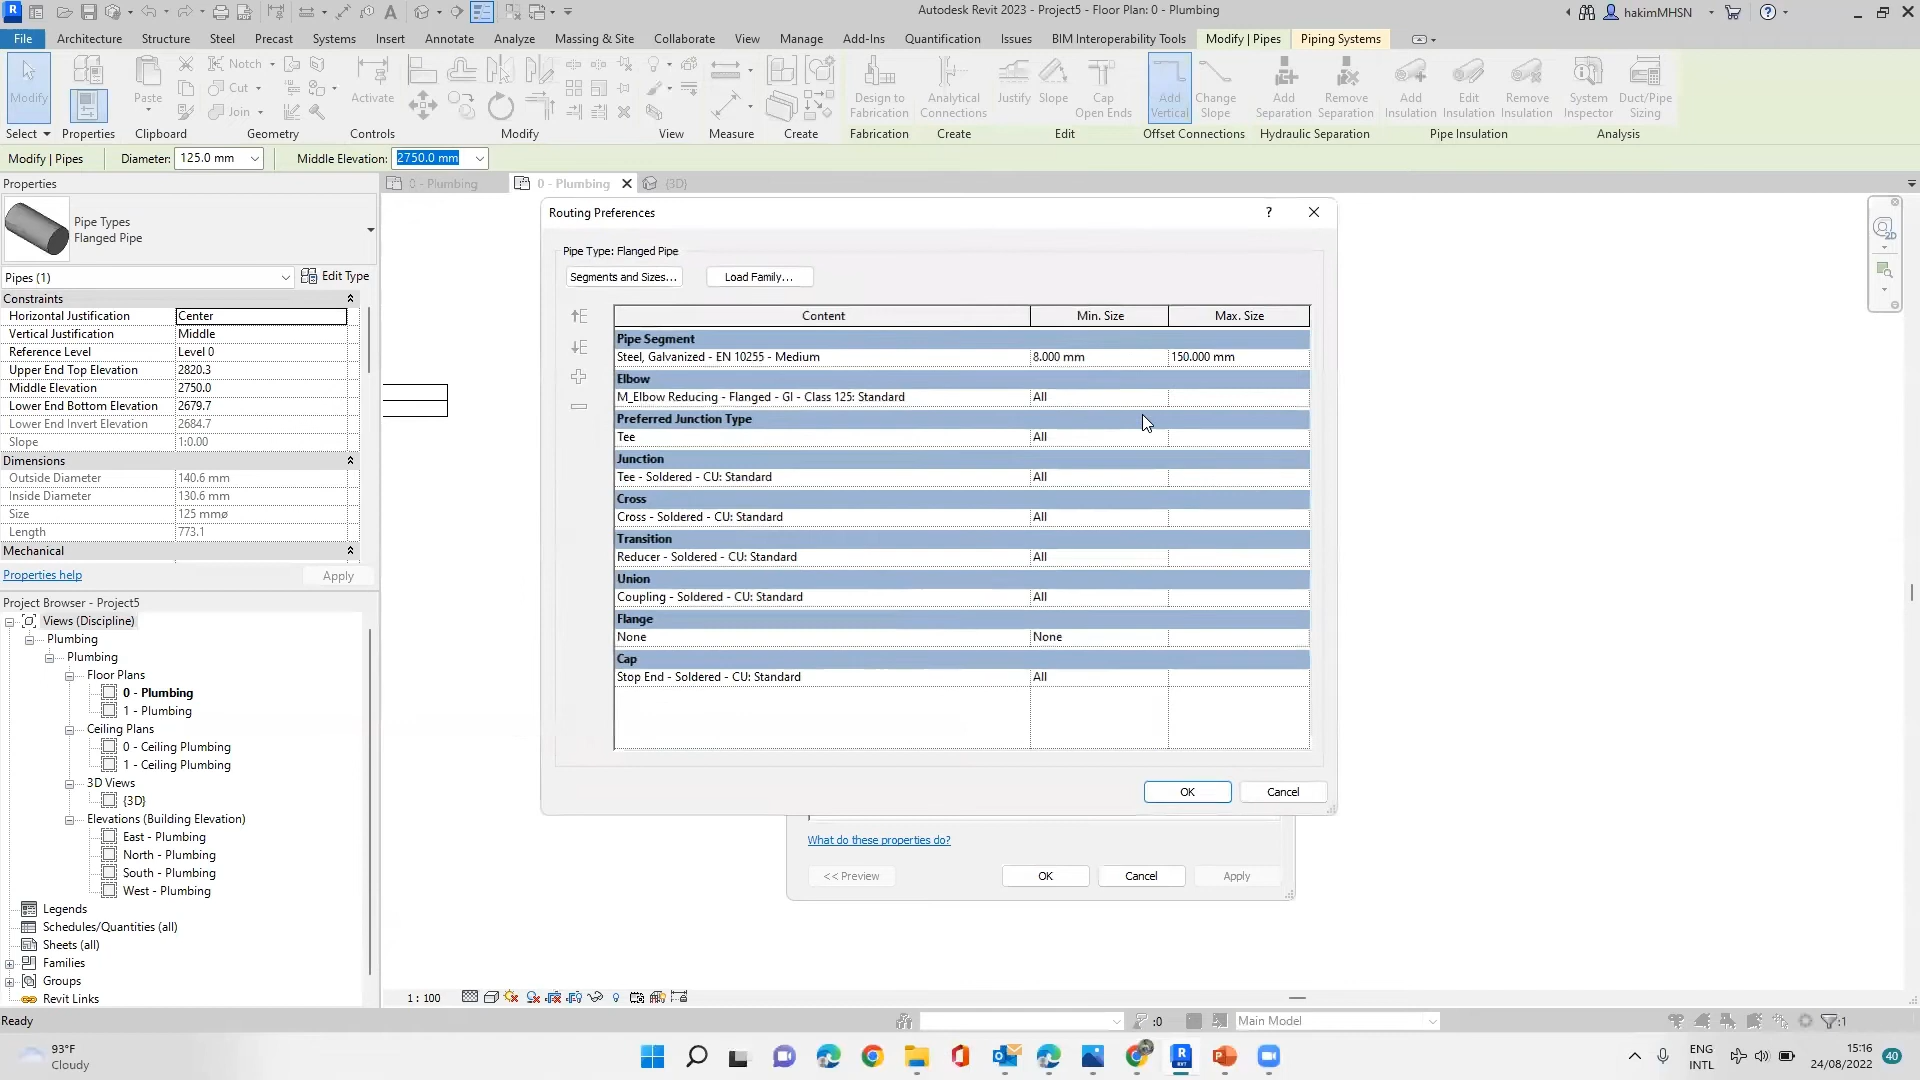 Autodesk Revit 2023 - Project5 - Floor Plan: 0 - Plumbing
hakimMHSN
File Architecture Structure Steel Precast Systems Insert Annotate Analyze Massing & Site Collaborate View Manage Add-Ins Quantification Issues BIM Interoperability Tools Modify | Pipes Piping Systems
Modify
Paste
Notch
Cut
Join
Activate
Design to Fabrication
Analytical Connections
Justify
Slope
Cap Open Ends
Add Vertical
Change Slope
Add Separation
Remove Separation
Add Insulation
Edit Insulation
Remove Insulation
System Inspector
Duct/Pipe Sizing
Select Properties Clipboard Geometry Controls Modify View Measure Create Fabrication Create Edit Offset Connections Hydraulic Separation Pipe Insulation Analysis
Modify | Pipes Diameter: 125.0 mm Middle Elevation: 2750.0 mm
Properties
0 - Plumbing
0 - Plumbing
{3D}
Pipe Types
Flanged Pipe
Pipes (1) Edit Type
Constraints
Horizontal Justification Center
Vertical Justification Middle
Reference Level Level 0
Upper End Top Elevation 2820.3
Middle Elevation 2750.0
Lower End Bottom Elevation 2679.7
Lower End Invert Elevation 2684.7
Slope 1:0.00
Dimensions
Outside Diameter 140.6 mm
Inside Diameter 130.6 mm
Size 125 mmø
Length 773.1
Mechanical
Properties help Apply
Project Browser - Project5
Views (Discipline)
Plumbing
Plumbing
Floor Plans
0 - Plumbing
1 - Plumbing
Ceiling Plans
0 - Ceiling Plumbing
1 - Ceiling Plumbing
3D Views
{3D}
Elevations (Building Elevation)
East - Plumbing
North - Plumbing
South - Plumbing
West - Plumbing
Legends
Schedules/Quantities (all)
Sheets (all)
Families
Groups
Revit Links
Routing Preferences
Pipe Type: Flanged Pipe
Segments and Sizes... Load Family...
Content Min. Size Max. Size
Pipe Segment
Steel, Galvanized - EN 10255 - Medium 8.000 mm 150.000 mm
Elbow
M_Elbow Reducing - Flanged - GI - Class 125: Standard All
Preferred Junction Type
Tee All
Junction
Tee - Soldered - CU: Standard All
Cross
Cross - Soldered - CU: Standard All
Transition
Reducer - Soldered - CU: Standard All
Union
Coupling - Soldered - CU: Standard All
Flange
None None
Cap
Stop End - Soldered - CU: Standard All
OK Cancel
What do these properties do?
<< Preview OK Cancel Apply
2D
1 : 100
Ready
:0
Main Model
:1
93°F
Cloudy
ENG
INTL
15:16
24/08/2022
40